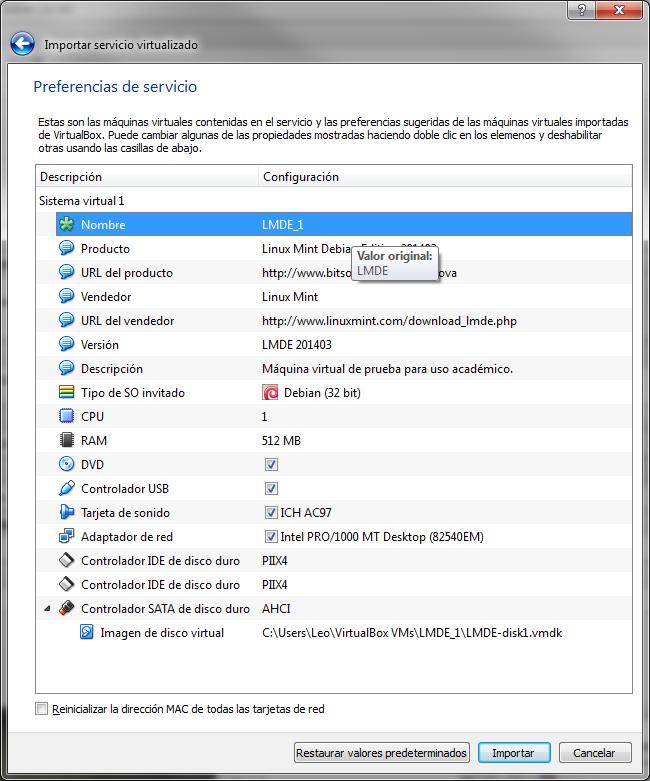 Importar servicio virtualizado
Preferencias de servicio
Estas son las máquinas virtuales contenidas en el servicio y las preferencias sugeridas de las máquinas virtuales importadas
de VirtualBox. Puede cambiar algunas de las propiedades mostradas haciendo doble clic en los elemenos y deshabilitar
otras usando las casillas de abajo.
Descripción Configuración
Sistema virtual 1
Nombre LMDE_1
Producto Linux Mint Debian Edition 201403
Valor original:
LMDE
URL del producto http://www.bitso ova
Vendedor Linux Mint
URL del vendedor http://www.linuxmint.com/download_lmde.php
Versión LMDE 201403
Descripción Máquina virtual de prueba para uso académico.
Tipo de SO invitado Debian (32 bit)
CPU 1
RAM 512 MB
DVD
Controlador USB
Tarjeta de sonido ICH AC97
Adaptador de red Intel PRO/1000 MT Desktop (82540EM)
Controlador IDE de disco duro PIIX4
Controlador IDE de disco duro PIIX4
Controlador SATA de disco duro AHCI
Imagen de disco virtual C:\Users\Leo\VirtualBox VMs\LMDE_1\LMDE-disk1.vmdk
Reinicializar la dirección MAC de todas las tarjetas de red
Restaurar valores predeterminados Importar Cancelar